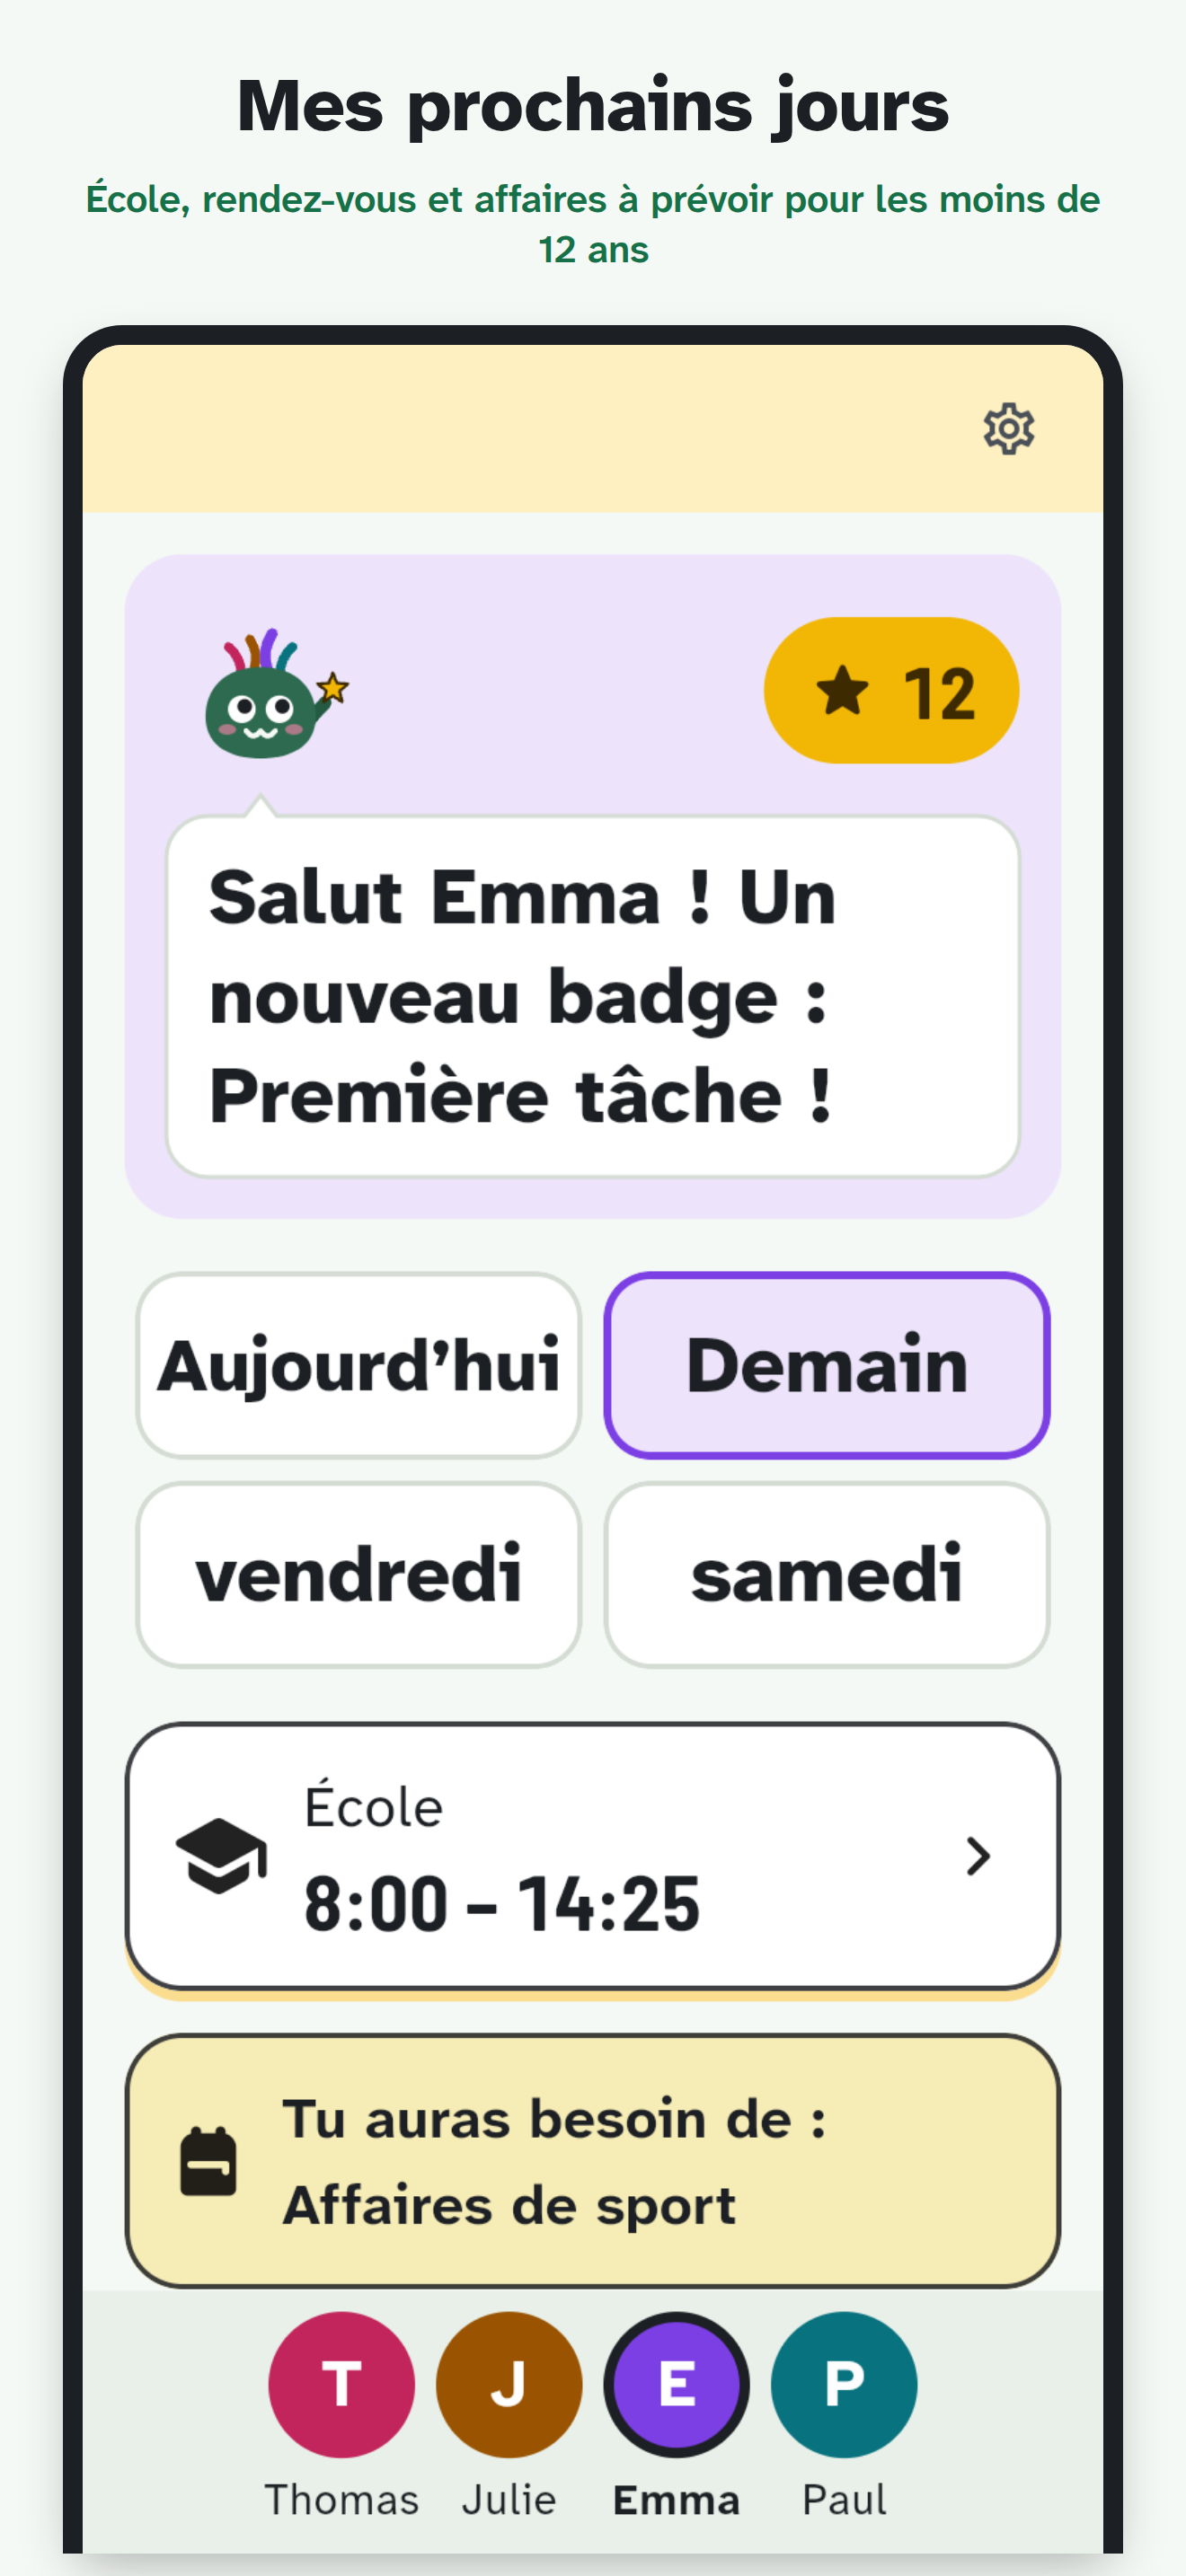 Mes prochains jours
École, rendez-vous et affaires à prévoir pour les moins de
12 ans
12
Salut Emma ! Un
nouveau badge :
Première tâche !
Aujourd’hui
Demain
vendredi
samedi
École
8:00 – 14:25
Tu auras besoin de :
Affaires de sport
T
J
E
P
Thomas
Julie
Emma
Paul